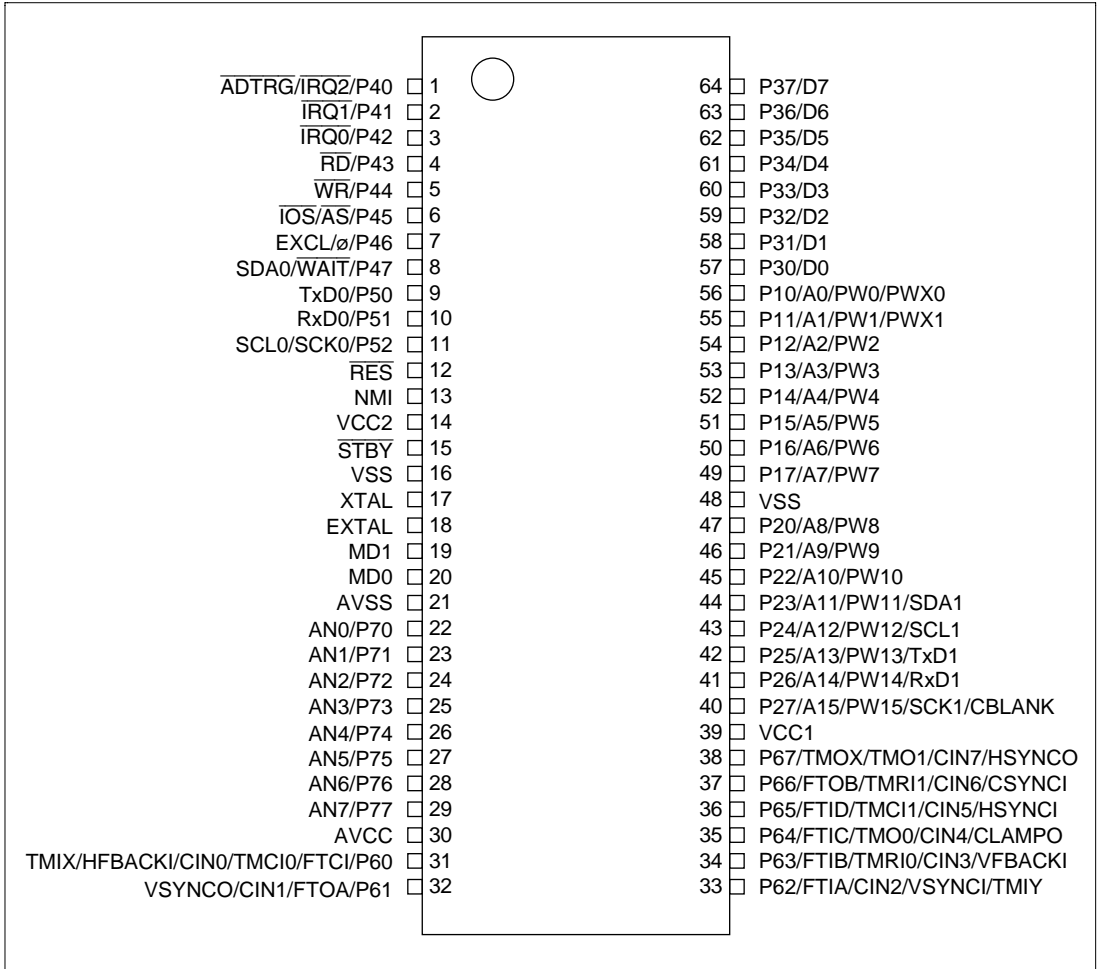 A̅D̅T̅R̅G̅/I̅R̅Q̅2̅/P40 1 64 P37/D7
I̅R̅Q̅1̅/P41 2 63 P36/D6
I̅R̅Q̅0̅/P42 3 62 P35/D5
R̅D̅/P43 4 61 P34/D4
W̅R̅/P44 5 60 P33/D3
I̅O̅S̅/A̅S̅/P45 6 59 P32/D2
EXCL/ø/P46 7 58 P31/D1
SDA0/W̅A̅I̅T̅/P47 8 57 P30/D0
TxD0/P50 9 56 P10/A0/PW0/PWX0
RxD0/P51 10 55 P11/A1/PW1/PWX1
SCL0/SCK0/P52 11 54 P12/A2/PW2
R̅E̅S̅ 12 53 P13/A3/PW3
NMI 13 52 P14/A4/PW4
VCC2 14 51 P15/A5/PW5
S̅T̅B̅Y̅ 15 50 P16/A6/PW6
VSS 16 49 P17/A7/PW7
XTAL 17 48 VSS
EXTAL 18 47 P20/A8/PW8
MD1 19 46 P21/A9/PW9
MD0 20 45 P22/A10/PW10
AVSS 21 44 P23/A11/PW11/SDA1
AN0/P70 22 43 P24/A12/PW12/SCL1
AN1/P71 23 42 P25/A13/PW13/TxD1
AN2/P72 24 41 P26/A14/PW14/RxD1
AN3/P73 25 40 P27/A15/PW15/SCK1/CBLANK
AN4/P74 26 39 VCC1
AN5/P75 27 38 P67/TMOX/TMO1/CIN7/HSYNCO
AN6/P76 28 37 P66/FTOB/TMRI1/CIN6/CSYNCI
AN7/P77 29 36 P65/FTID/TMCI1/CIN5/HSYNCI
AVCC 30 35 P64/FTIC/TMO0/CIN4/CLAMPO
TMIX/HFBACKI/CIN0/TMCI0/FTCI/P60 31 34 P63/FTIB/TMRI0/CIN3/VFBACKI
VSYNCO/CIN1/FTOA/P61 32 33 P62/FTIA/CIN2/VSYNCI/TMIY